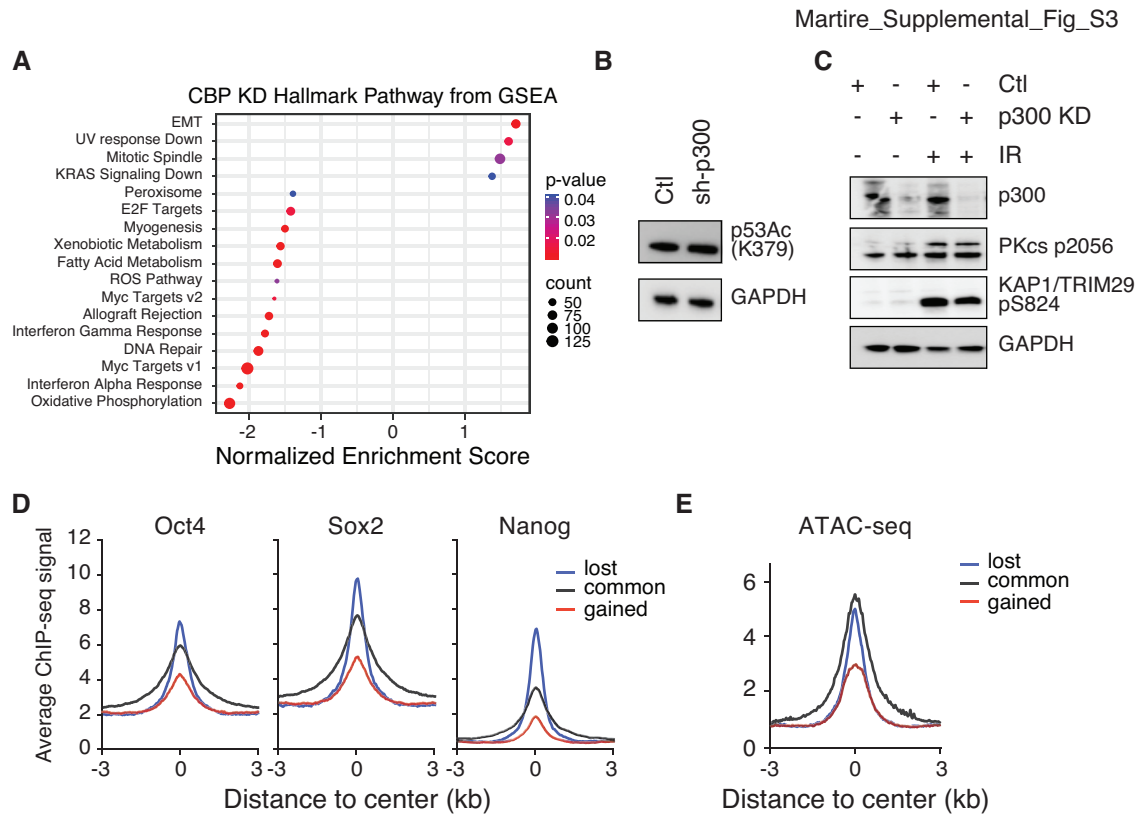 Martire_Supplemental_Fig_S3
A
CBP KD Hallmark Pathway from GSEA
EMT
UV response Down
Mitotic Spindle
KRAS Signaling Down
Peroxisome
E2F Targets
Myogenesis
Xenobiotic Metabolism
Fatty Acid Metabolism
ROS Pathway
Myc Targets v2
Allograft Rejection
Interferon Gamma Response
DNA Repair
Myc Targets v1
Interferon Alpha Response
Oxidative Phosphorylation
-2 -1 0 1
Normalized Enrichment Score
p-value
0.04
0.03
0.02
count
50
75
100
125
B
Ctl sh-p300
p53Ac
(K379)
GAPDH
C
+ - + - Ctl
- + - + p300 KD
- - + + IR
p300
PKcs p2056
KAP1/TRIM29
pS824
GAPDH
D
Average ChIP-seq signal
Oct4 Sox2 Nanog
12
10
8
6
4
2
0
lost
common
gained
-3 0 3 -3 0 3 -3 0 3
Distance to center (kb)
E
ATAC-seq
6
4
2
0
lost
common
gained
-3 0 3
Distance to center (kb)